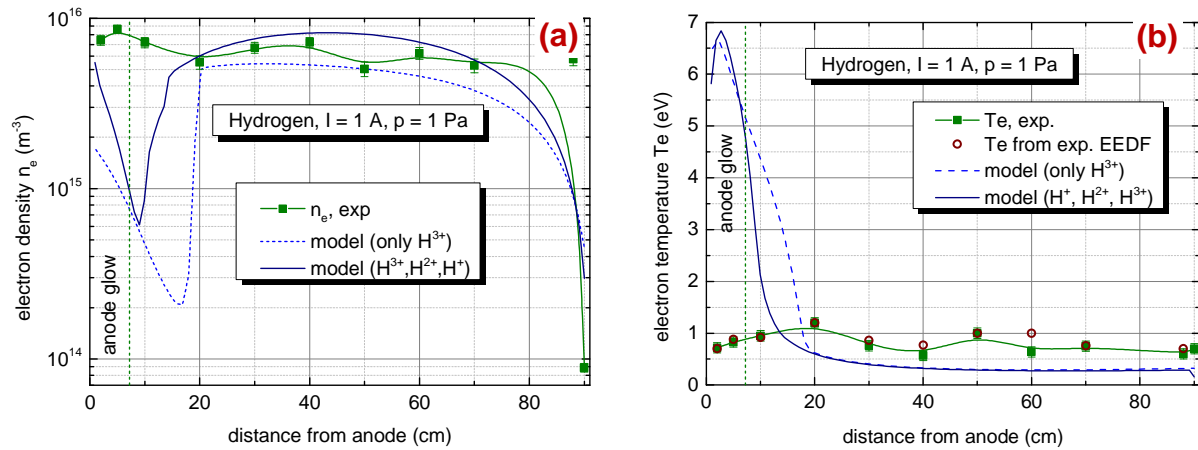 (a)
Hydrogen, I = 1 A, p = 1 Pa
n_e, exp
model (only H³⁺)
model (H³⁺,H²⁺,H⁺)
anode glow
electron density n_e (m⁻³)
10¹⁶
10¹⁵
10¹⁴
0 20 40 60 80
distance from anode (cm)
(b)
Hydrogen, I = 1 A, p = 1 Pa
Te, exp.
Te from exp. EEDF
model (only H³⁺)
model (H⁺, H²⁺, H³⁺)
anode glow
electron temperature Te (eV)
7
6
5
4
3
2
1
0
0 20 40 60 80
distance from anode (cm)